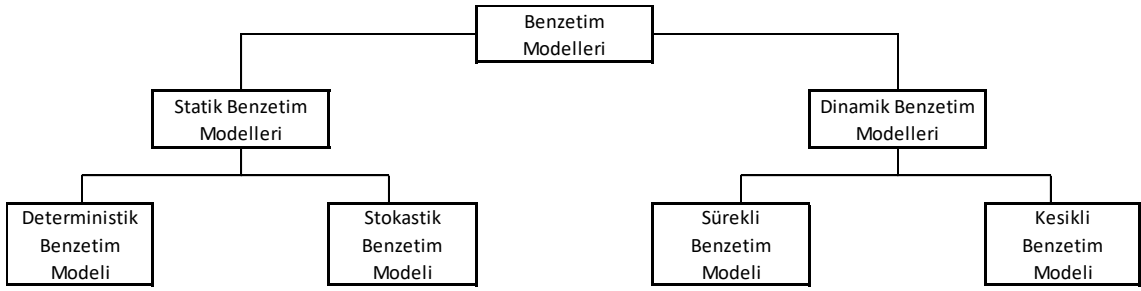 Benzetim
Modelleri
Statik Benzetim
Modelleri
Dinamik Benzetim
Modelleri
Deterministik
Benzetim
Modeli
Stokastik
Benzetim
Modeli
Sürekli
Benzetim
Modeli
Kesikli
Benzetim
Modeli